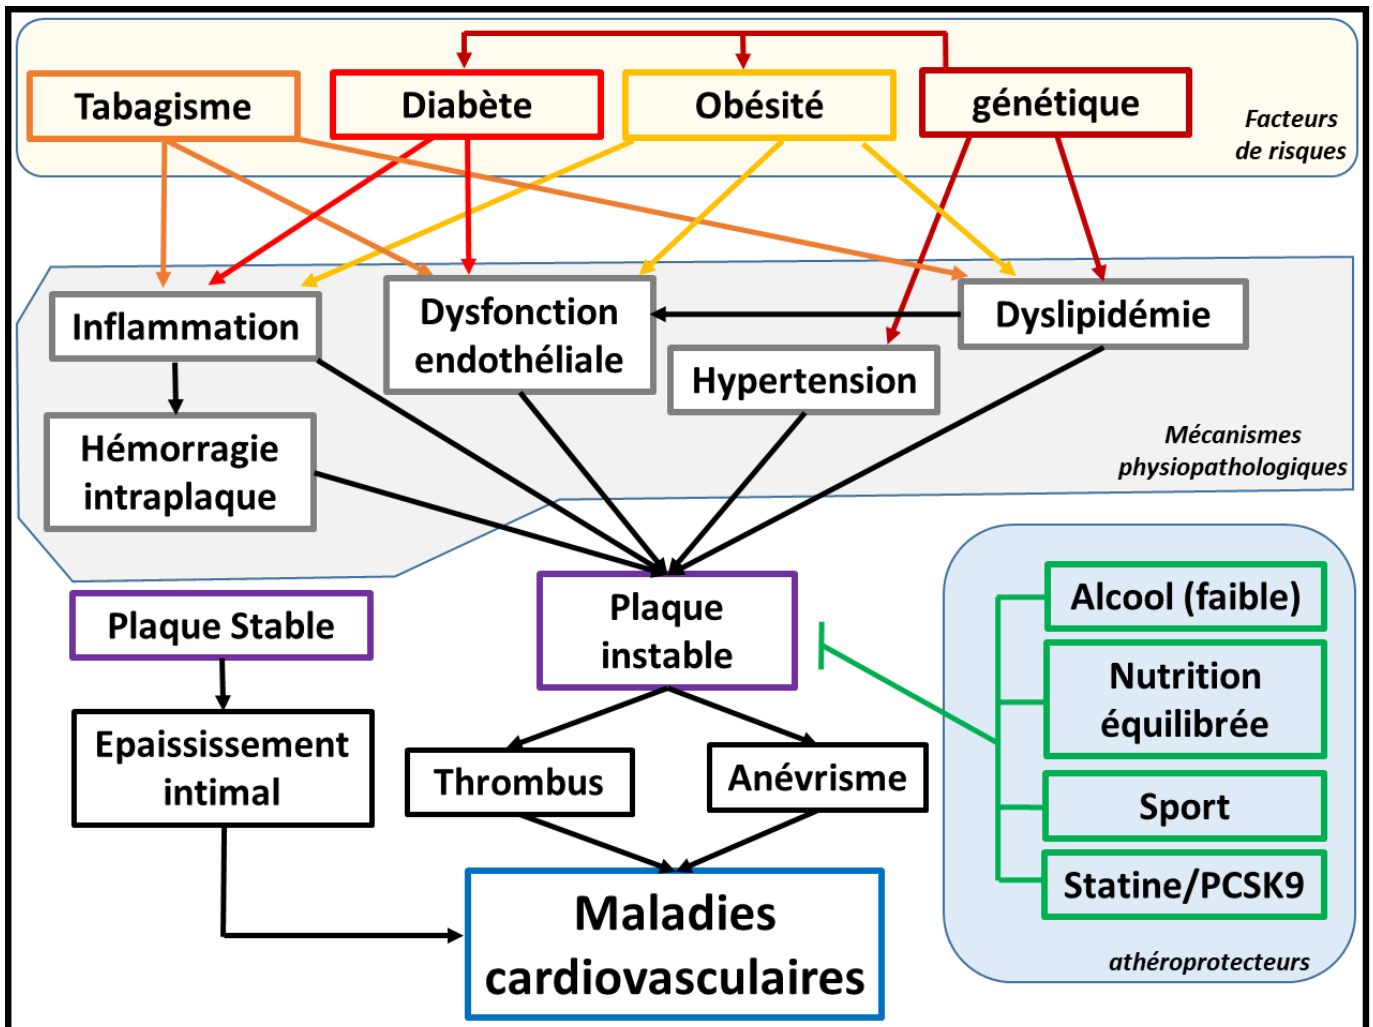 Tabagisme
Diabète
Obésité
génétique
Facteurs
de risques
Inflammation
Dysfonction
endothéliale
Dyslipidémie
Hypertension
Hémorragie
intraplaque
Mécanismes
physiopathologiques
Plaque Stable
Plaque
instable
Alcool (faible)
Nutrition
équilibrée
Epaississement
intimal
Thrombus
Anévrisme
Sport
Statine/PCSK9
Maladies
cardiovasculaires
athéroprotecteurs